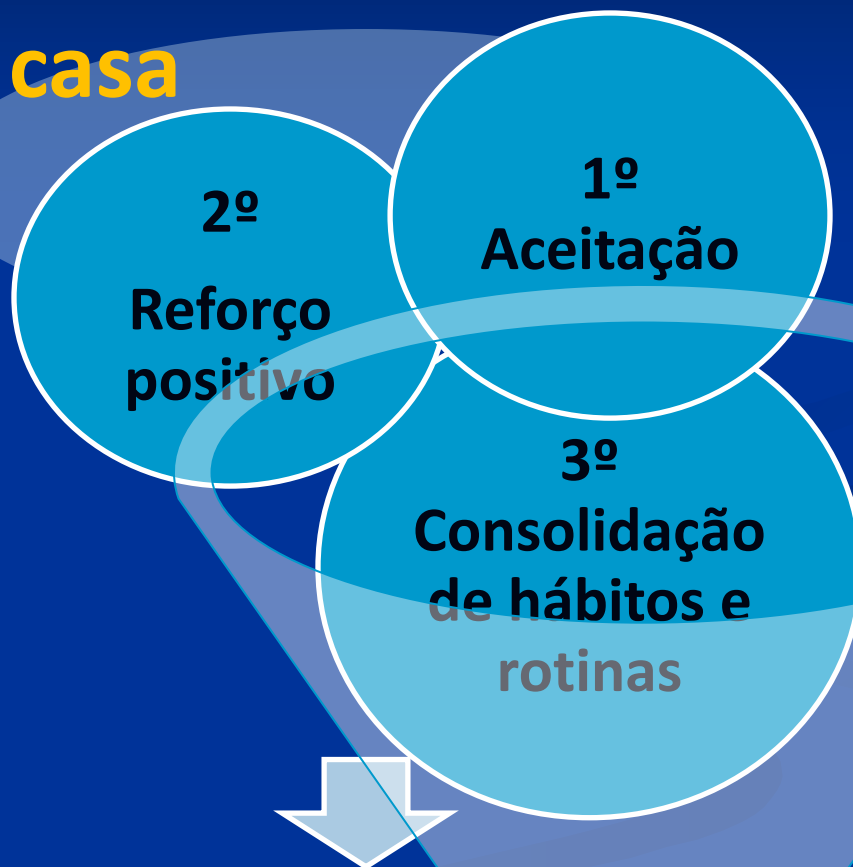 casa
1º
Aceitação
2º
Reforço
positivo
3º
Consolidação
de hábitos e
rotinas